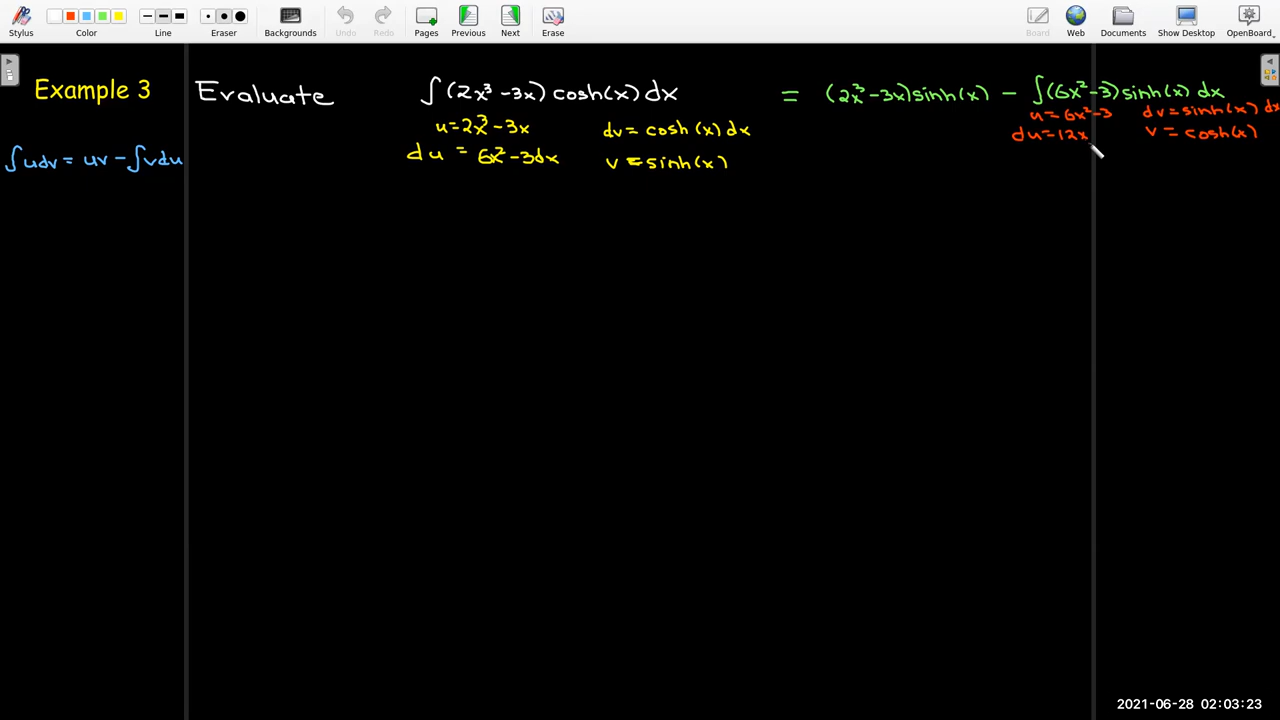 Stylus Color Line Eraser Backgrounds Undo Redo Pages Previous Next Erase Board Web Documents Show Desktop OpenBoard
Example 3 Evaluate ∫(2x³-3x) cosh(x) dx = (2x³-3x)sinh(x) - ∫(6x²-3)sinh(x) dx
u=2x³-3x dv= cosh(x) dx u=6x²-3 dv=sinh(x) dx
du = 6x²-3dx v=sinh(x) du=12x v= cosh(x)
∫udv= uv-∫vdu
2021-06-28 02:03:23